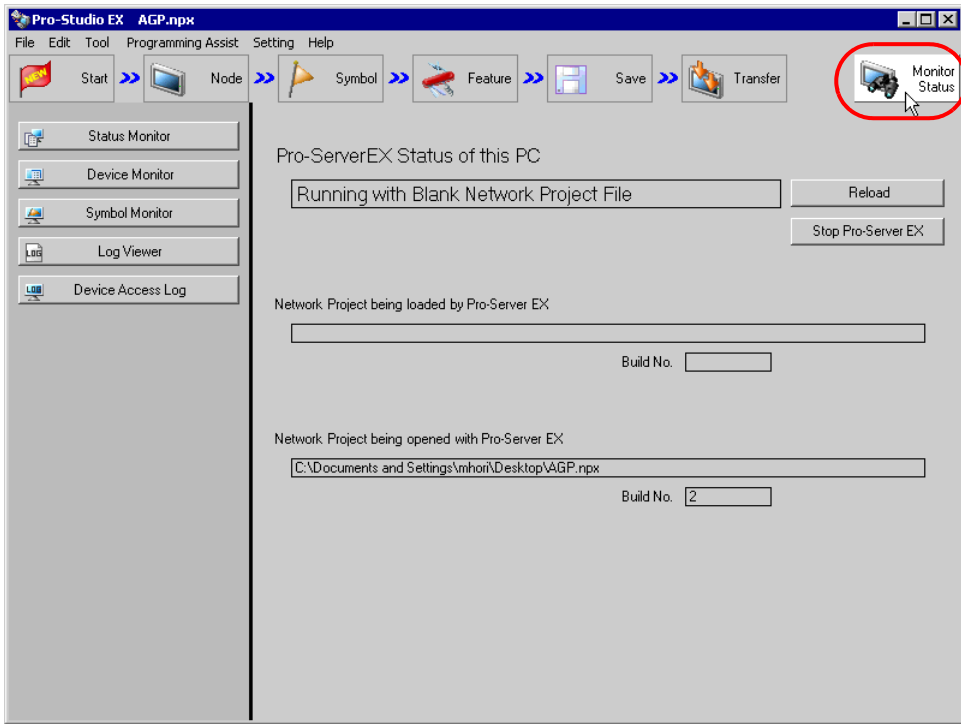 Pro-Studio EX AGP.npx
File Edit Tool Programming Assist Setting Help
NEW Start Node Symbol Feature Save Transfer Monitor Status
Status Monitor
Device Monitor
Symbol Monitor
LOG Log Viewer
LOG Device Access Log
Pro-ServerEX Status of this PC
Running with Blank Network Project File
Reload
Stop Pro-Server EX
Network Project being loaded by Pro-Server EX
Build No.
Network Project being opened with Pro-Server EX
C:\Documents and Settings\mhori\Desktop\AGP.npx
Build No. 2